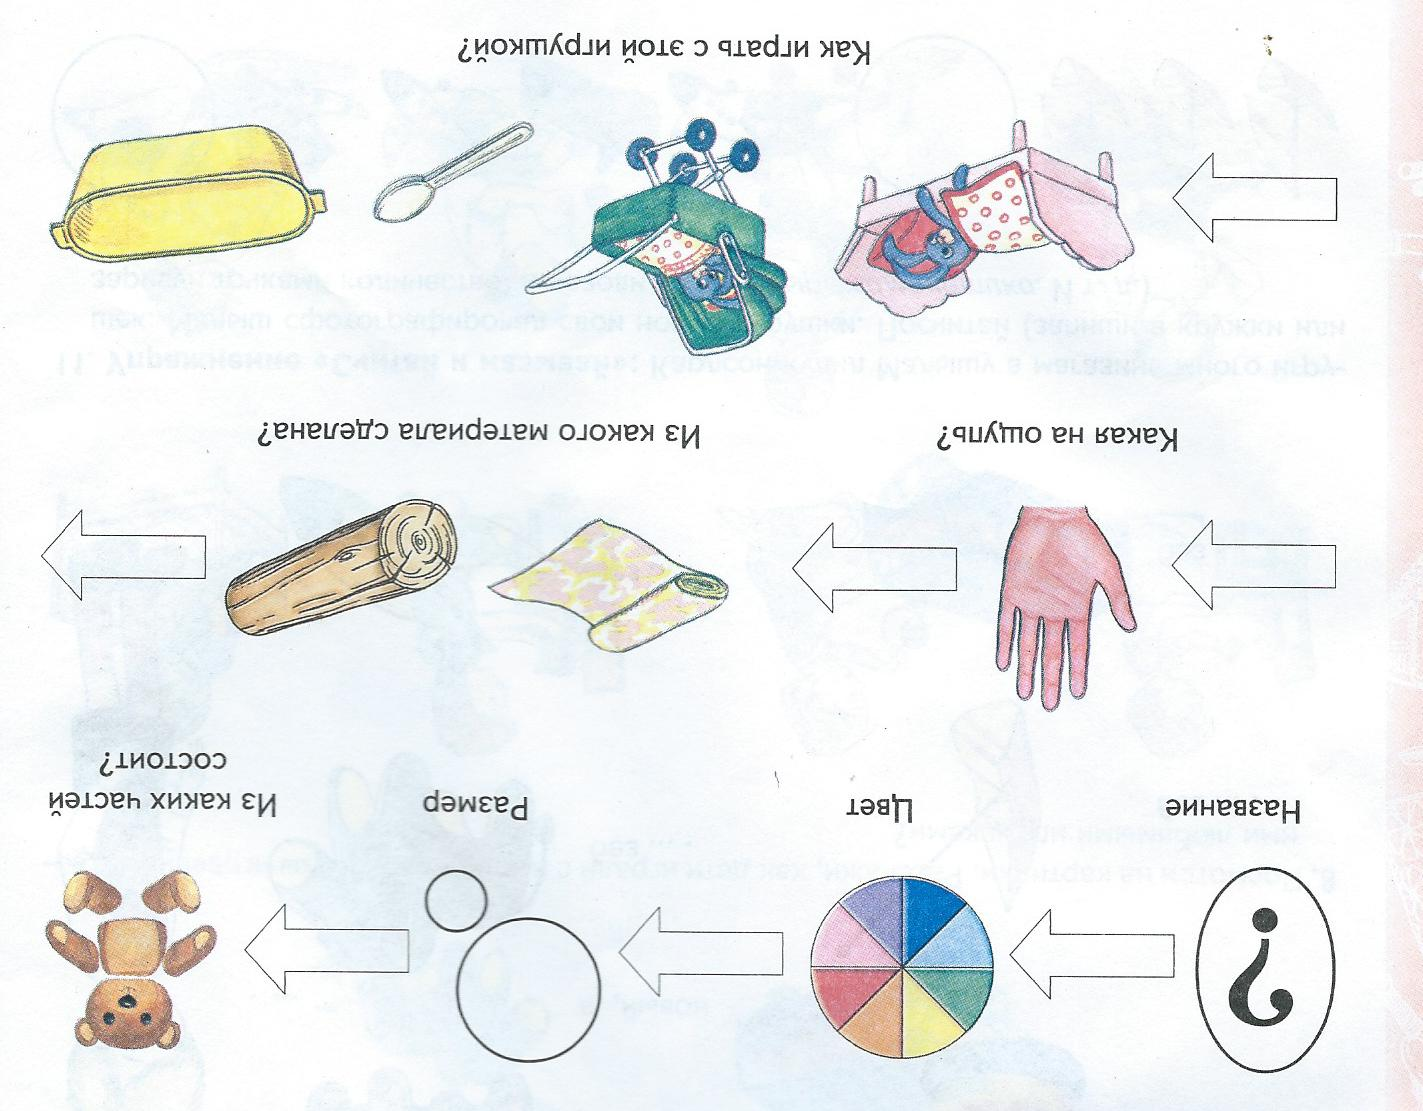 Название
Цвет
Размер
Из каких частей
состоит?
Какая на ощупь?
Из какого материала сделана?
Как играть с этой игрушкой?